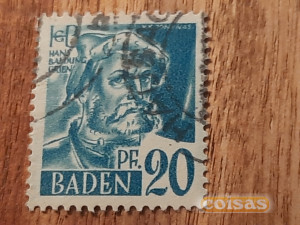 HANS
BALDUNG
GRIEN
PF. 20
BADEN
coisas